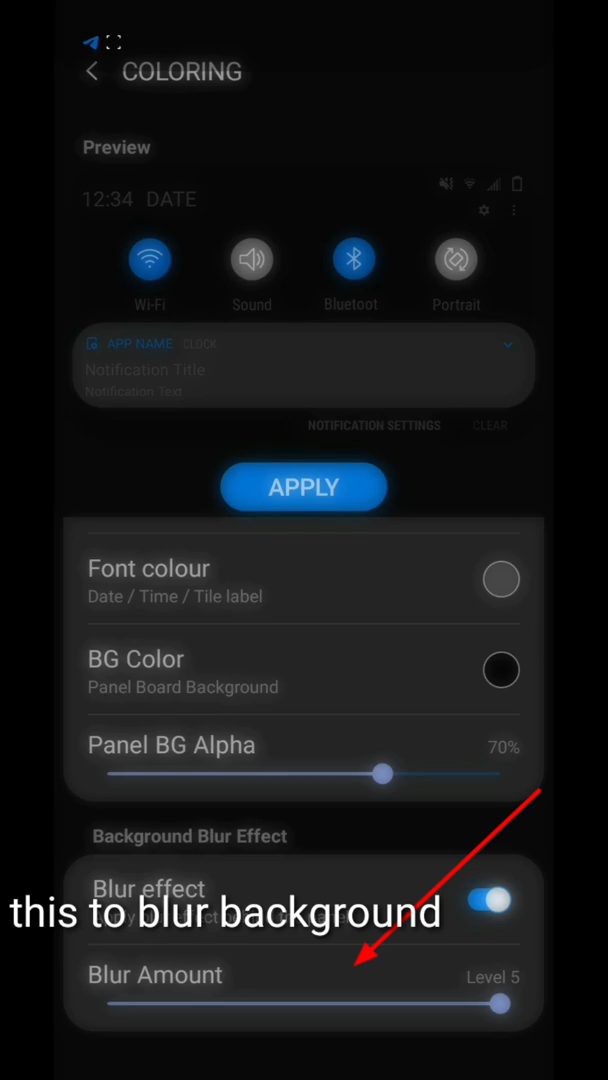 COLORING
Preview
12:34 DATE
Wi-Fi Sound Bluetoot Portrait
APP NAME CLOCK
Notification Title
Notification Text
NOTIFICATION SETTINGS CLEAR
APPLY
Font colour
Date / Time / Tile label
BG Color
Panel Board Background
Panel BG Alpha 70%
Background Blur Effect
Blur effect
this to blur background
Blur Amount Level 5